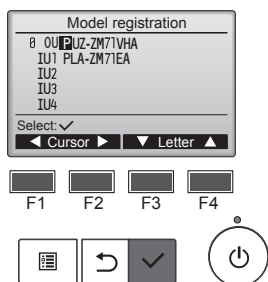 Model registration
0 OU PUZ-ZM71VHA
IU1 PLA-ZM71EA
IU2
IU3
IU4
Select: ✓
◀ Cursor ▶ ▼ Letter ▲
F1 F2 F3 F4